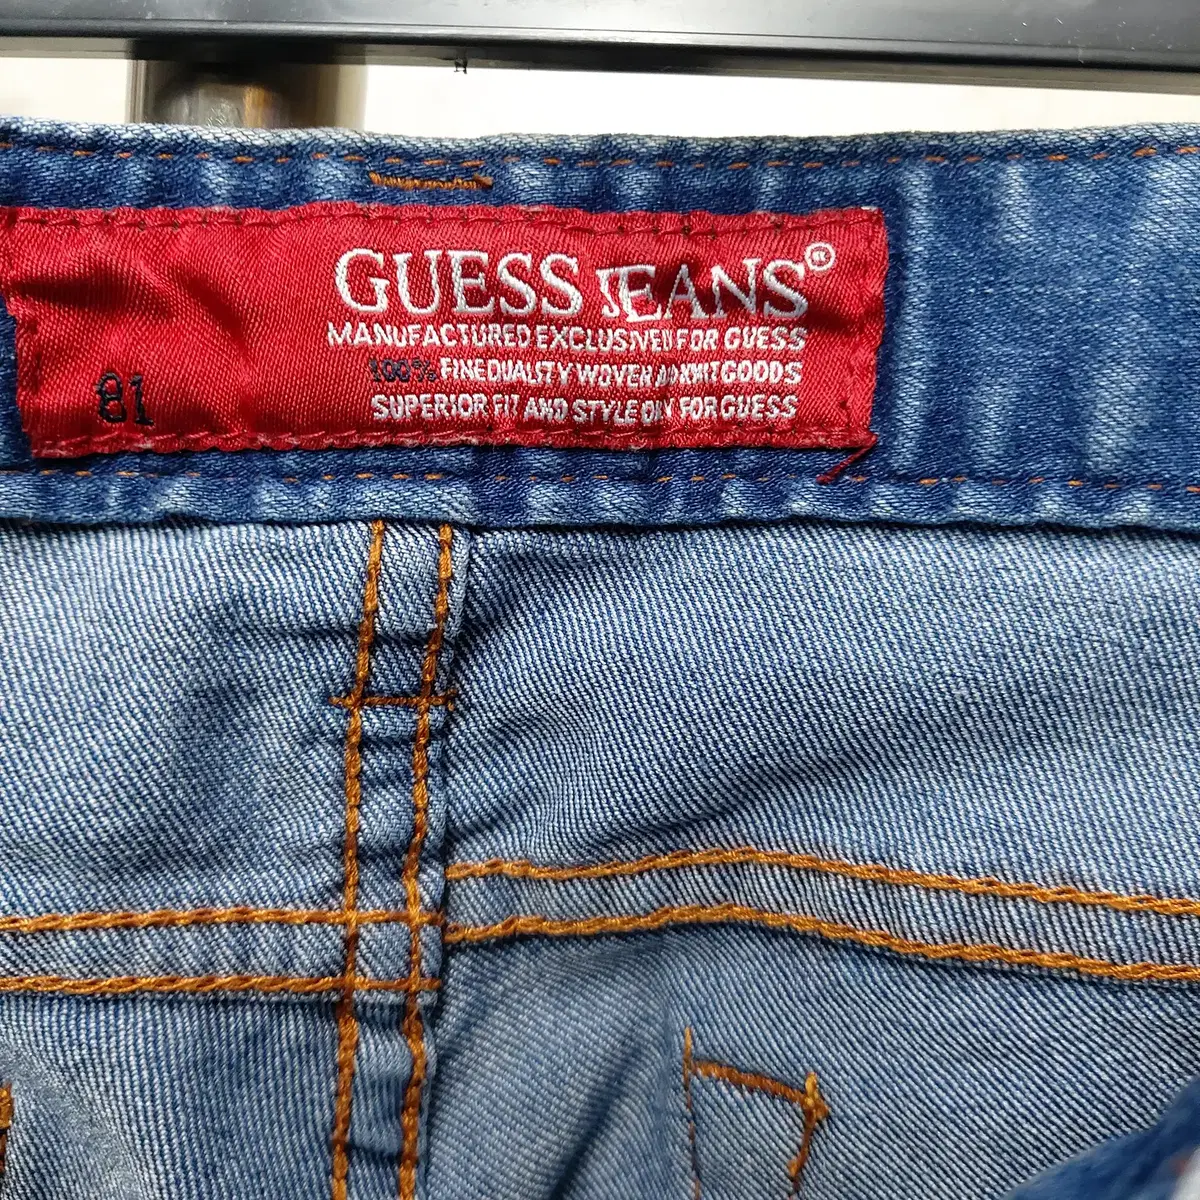 GUESS JEANS®
MANUFACTURED EXCLUSIVELY FOR GUESS
100% FINE QUALITY WOVEN AND KNIT GOODS
SUPERIOR FIT AND STYLE ONLY FOR GUESS
81